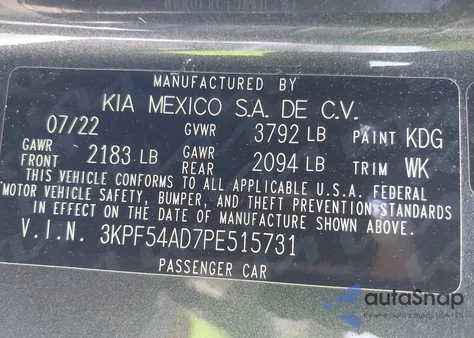 MANUFACTURED BY
KIA MEXICO S.A. DE C.V.
07/22 GVWR 3792 LB PAINT KDG
GAWR FRONT 2183 LB GAWR REAR 2094 LB TRIM WK
THIS VEHICLE CONFORMS TO ALL APPLICABLE U.S.A. FEDERAL
MOTOR VEHICLE SAFETY, BUMPER, AND THEFT PREVENTION STANDARDS
IN EFFECT ON THE DATE OF MANUFACTURE SHOWN ABOVE.
V.I.N. 3KPF54AD7PE515731
PASSENGER CAR
autoSnap